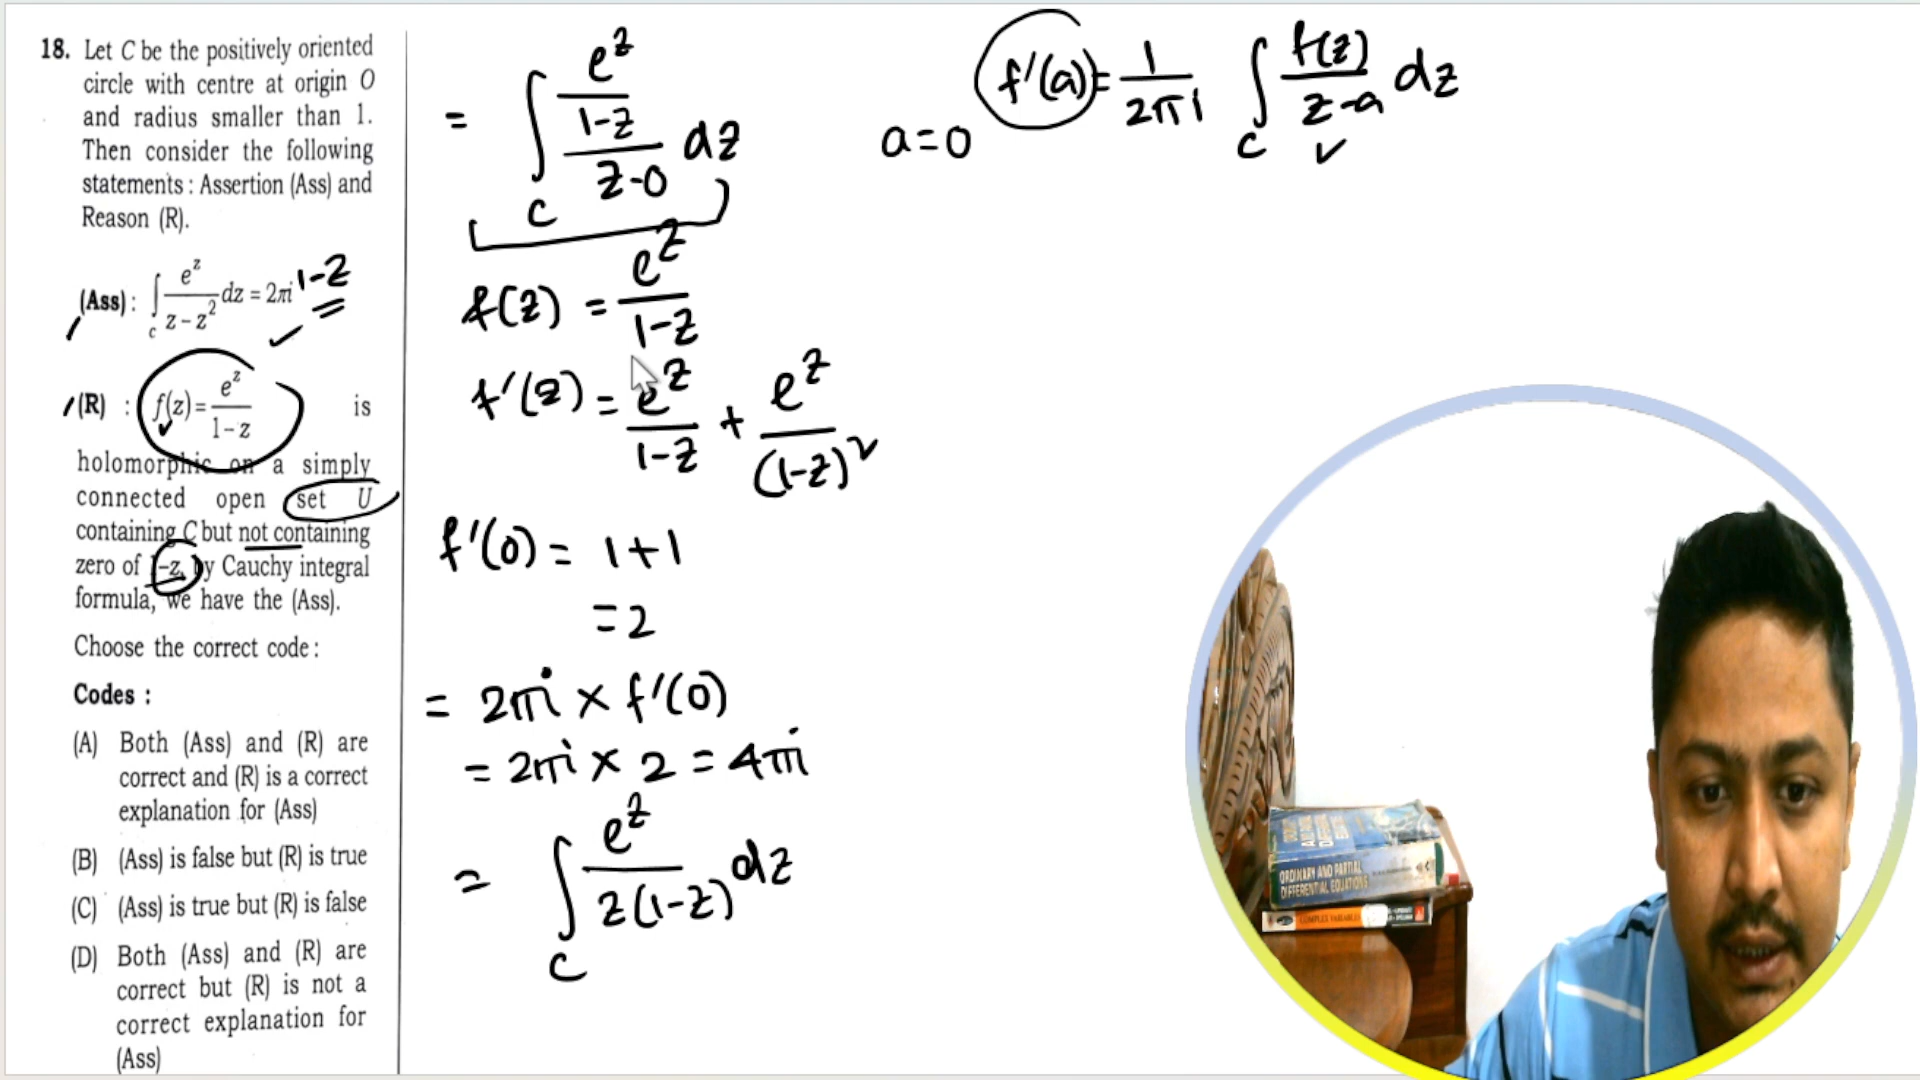 18. Let C be the positively oriented
circle with centre at origin O
and radius smaller than 1.
Then consider the following
statements : Assertion (Ass) and
Reason (R).
(Ass) : ∫_c e^z / (z – z^2) dz = 2πi 1-z
(R) : f(z) = e^z / (1 – z) is
holomorphic on a simply
connected open set U
containing C but not containing
zero of –z, by Cauchy integral
formula, we have the (Ass).
Choose the correct code :
Codes :
(A) Both (Ass) and (R) are
correct and (R) is a correct
explanation for (Ass)
(B) (Ass) is false but (R) is true
(C) (Ass) is true but (R) is false
(D) Both (Ass) and (R) are
correct but (R) is not a
correct explanation for
(Ass)
= ∫_C (e^z / (1-z)) / (z-0) dz
f(z) = e^z / (1-z)
f'(z) = e^z / (1-z) + e^z / (1-z)^2
f'(0) = 1+1
= 2
= 2πi × f'(0)
= 2πi × 2 = 4πi
= ∫_C e^z / (z(1-z)) dz
a=0
f'(a) = 1 / (2πi) ∫_C f(z) / (z-a) dz
ORDINARY AND PARTIAL
DIFFERENTIAL EQUATIONS
COMPLEX VARIABLES